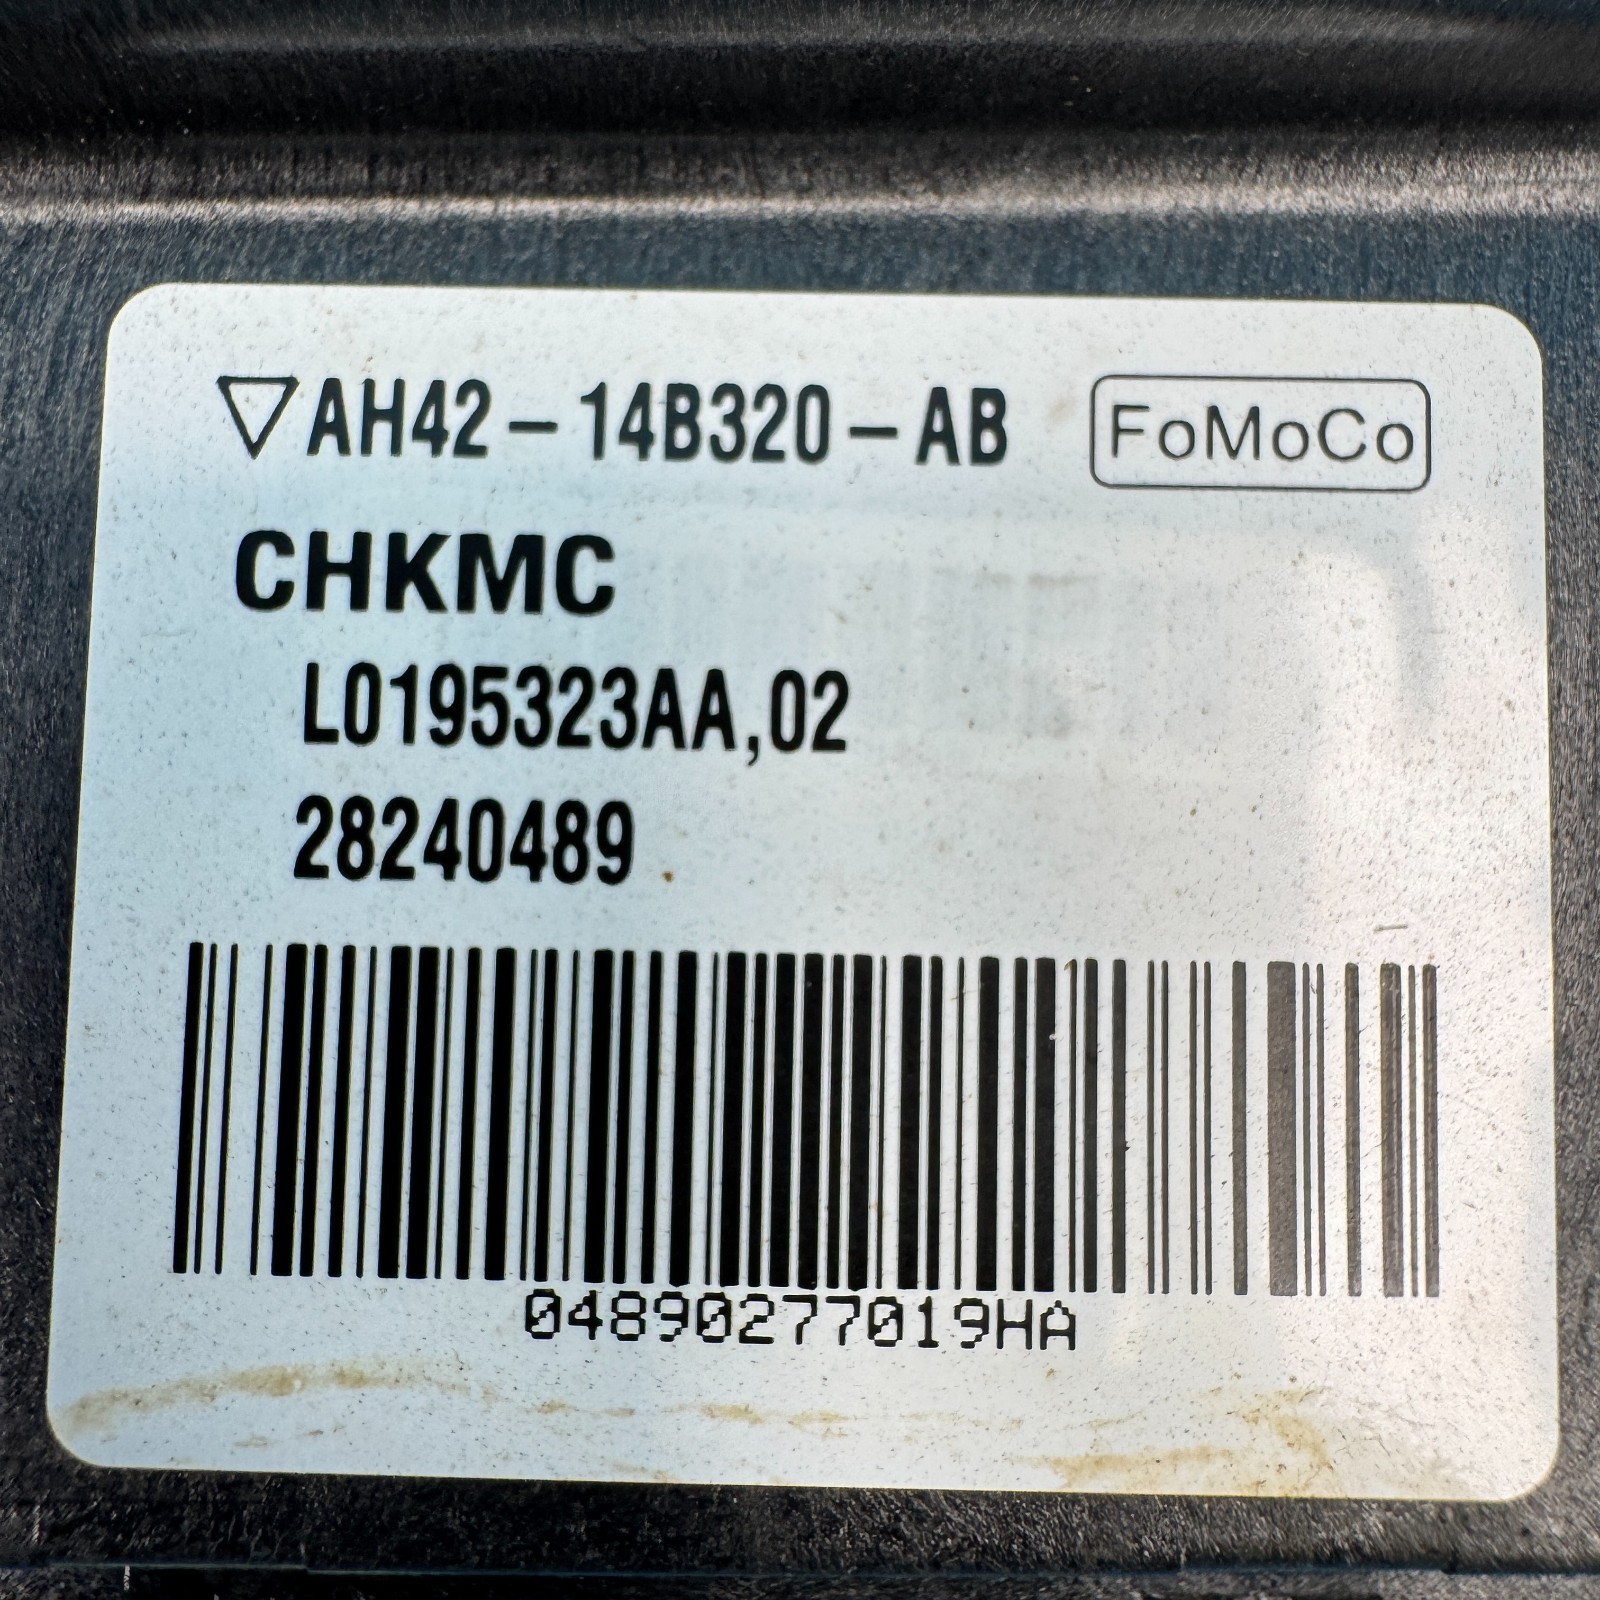 ▽AH42-14B320-AB FoMoCo
CHKMC
L0195323AA,02
28240489
04890277019HA